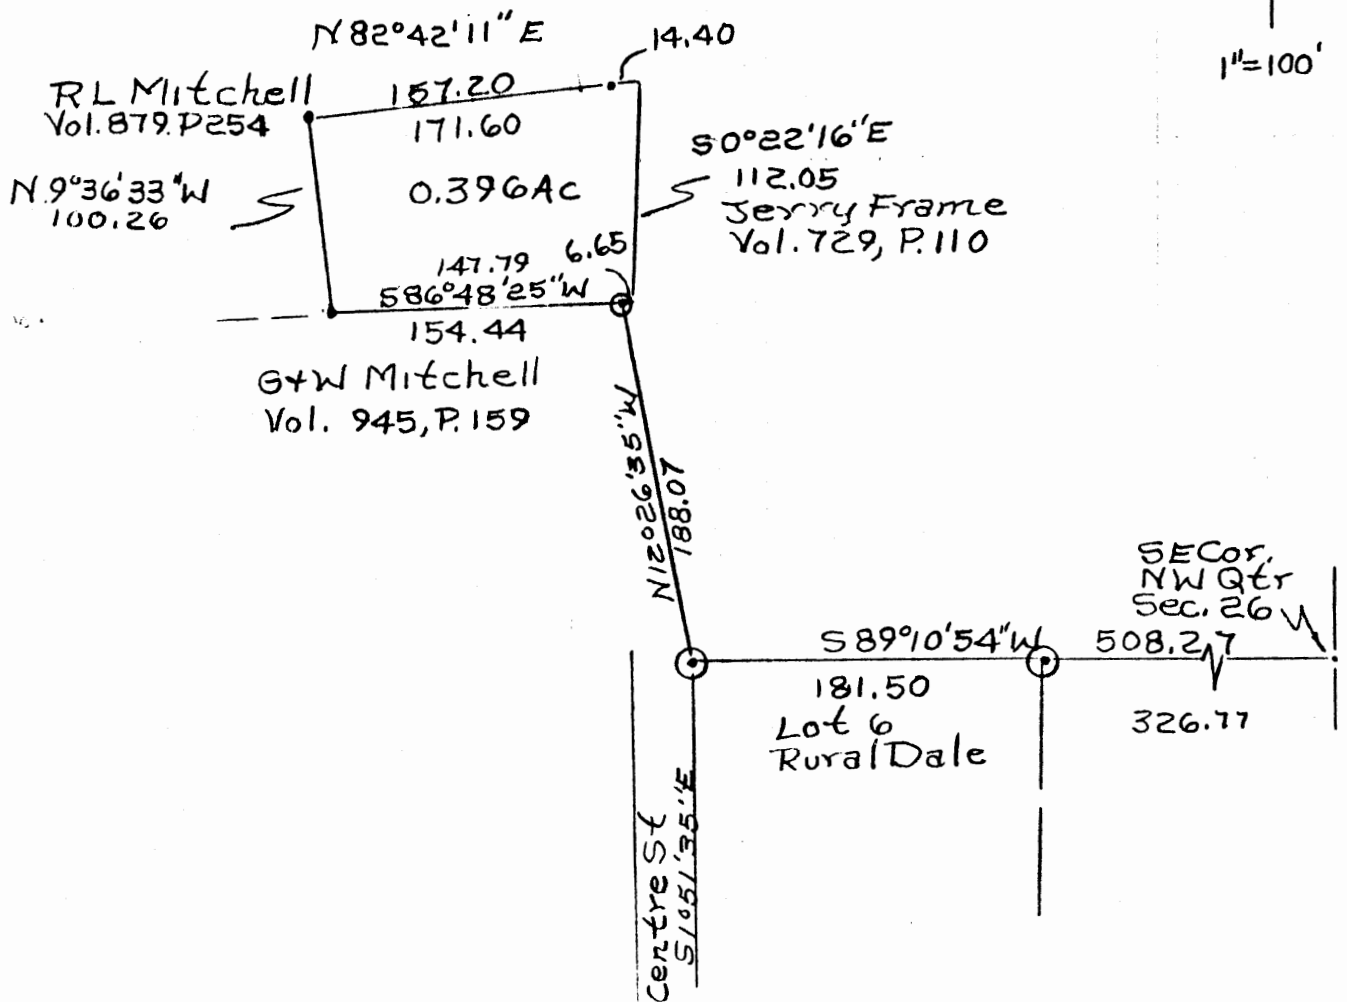 N 82°42'11" E
14.40
1"=100'
RL Mitchell
Vol. 879. P254
157.20
171.60
S0°22'16"E
112.05
Jerry Frame
Vol. 729, P. 110
N. 9°36'33"W
100.26
0.396Ac
147.79
6.65
S86°48'25"W
154.44
G+W Mitchell
Vol. 945, P. 159
N12°26'35"W
188.07
SE Cor.
NW Qtr
Sec. 26
S 89°10'54"W
508.27
181.50
326.77
Lot 6
Rural Dale
Centre St
S1°51'35"E